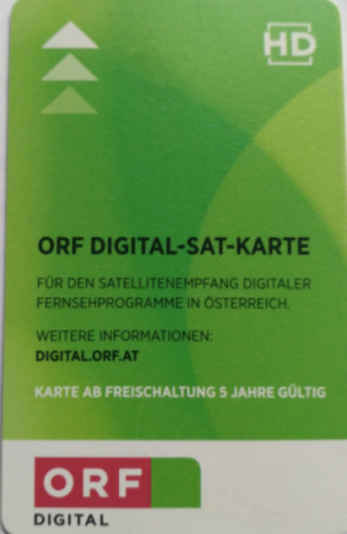 HD
ORF DIGITAL-SAT-KARTE
FÜR DEN SATELLITENEMPFANG DIGITALER
FERNSEHPROGRAMME IN ÖSTERREICH.
WEITERE INFORMATIONEN:
DIGITAL.ORF.AT
KARTE AB FREISCHALTUNG 5 JAHRE GÜLTIG
ORF
DIGITAL